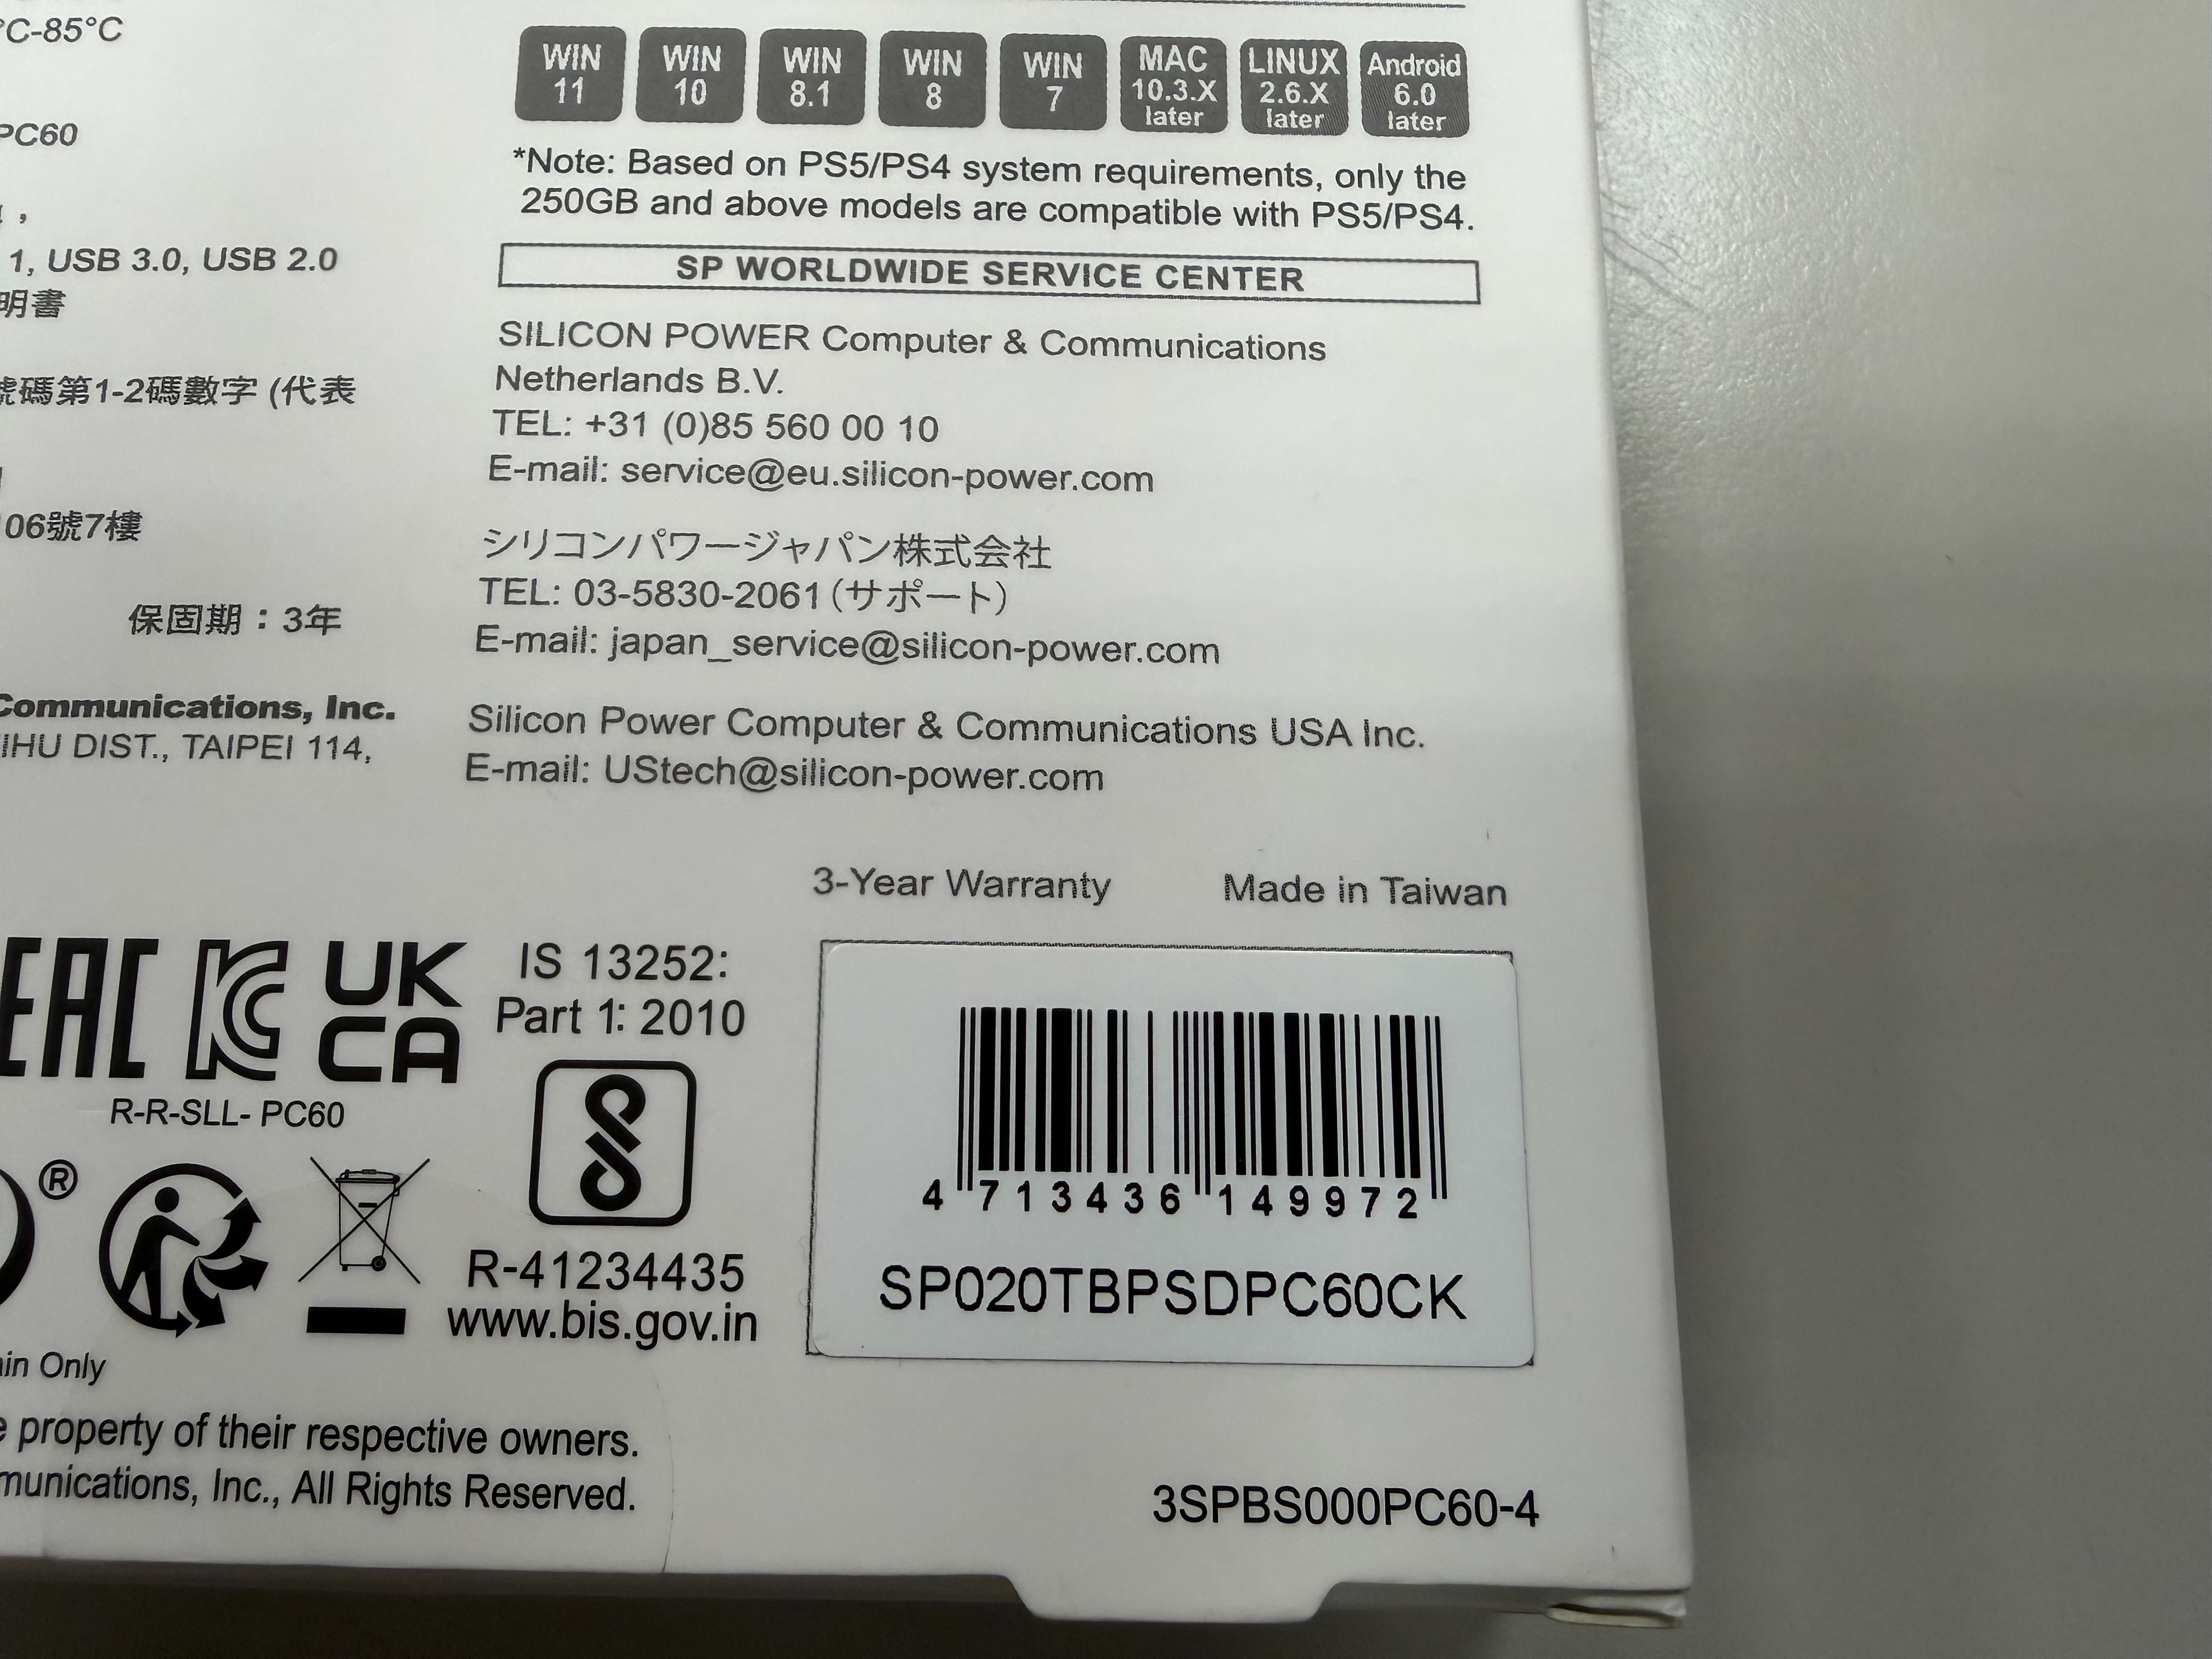 °C-85°C
PC60
,
1, USB 3.0, USB 2.0
明書
號碼第1-2碼數字 (代表
06號7樓
保固期：3年
Communications, Inc.
IHU DIST., TAIPEI 114,
WIN 11
WIN 10
WIN 8.1
WIN 8
WIN 7
MAC 10.3.X later
LINUX 2.6.X later
Android 6.0 later
*Note: Based on PS5/PS4 system requirements, only the
250GB and above models are compatible with PS5/PS4.
SP WORLDWIDE SERVICE CENTER
SILICON POWER Computer & Communications
Netherlands B.V.
TEL: +31 (0)85 560 00 10
E-mail: service@eu.silicon-power.com
シリコンパワージャパン株式会社
TEL: 03-5830-2061 (サポート)
E-mail: japan_service@silicon-power.com
Silicon Power Computer & Communications USA Inc.
E-mail: UStech@silicon-power.com
3-Year Warranty Made in Taiwan
EAC
KC
UK
CA
R-R-SLL- PC60
®
IS 13252:
Part 1: 2010
R-41234435
www.bis.gov.in
4 713436 149972
SP020TBPSDPC60CK
in Only
property of their respective owners.
munications, Inc., All Rights Reserved.
3SPBS000PC60-4